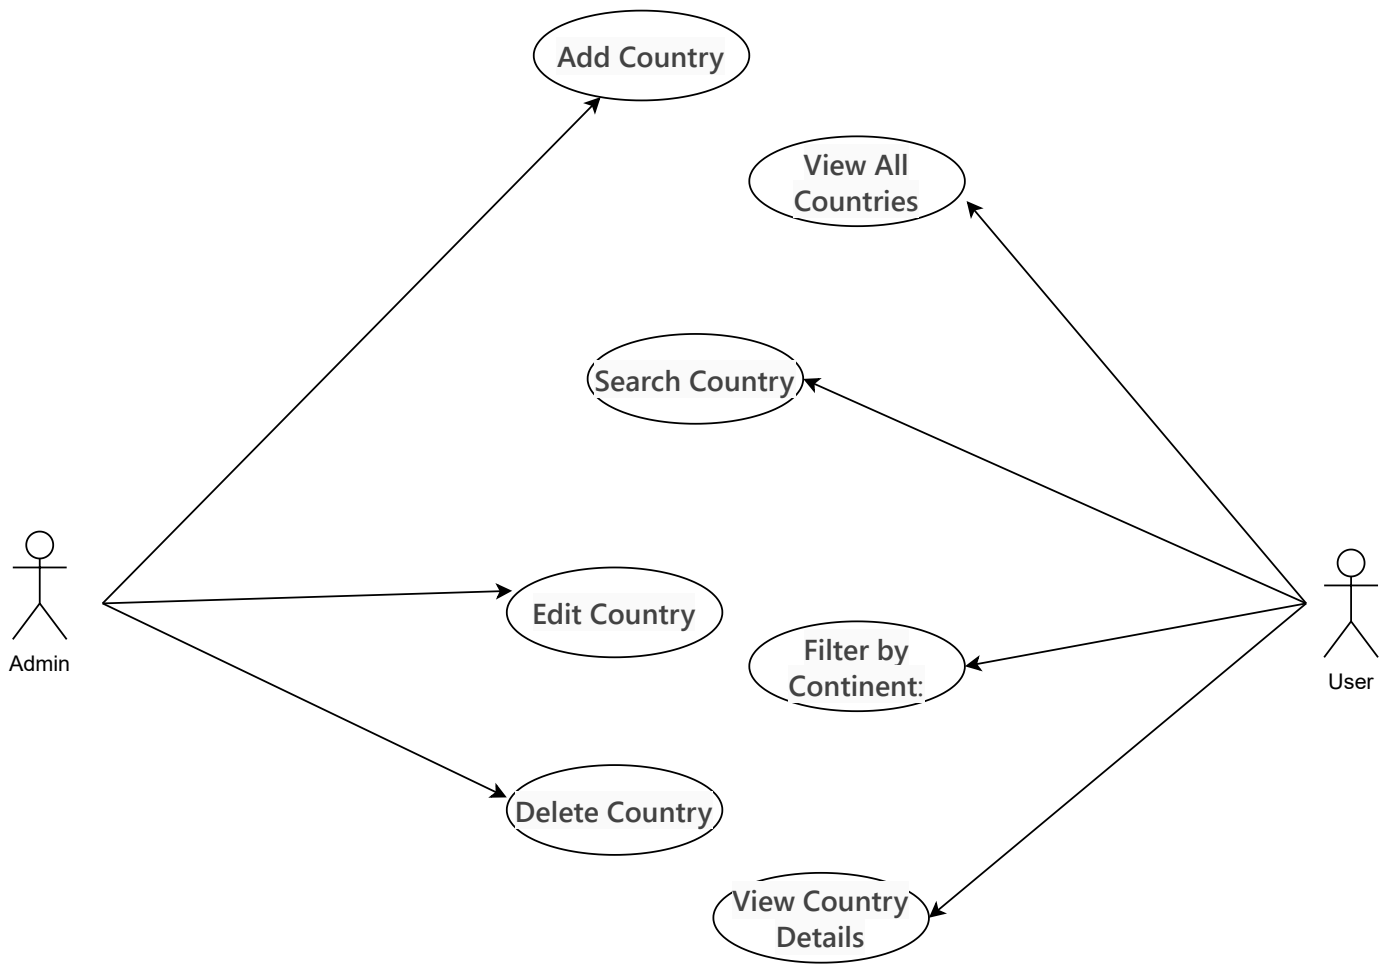 Add Country
View All
Countries
Search Country
Edit Country
Filter by
Continent:
Admin
User
Delete Country
View Country
Details